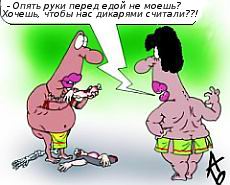 - Опять руки перед едой не моешь?
Хочешь, чтобы нас дикарями считали??!